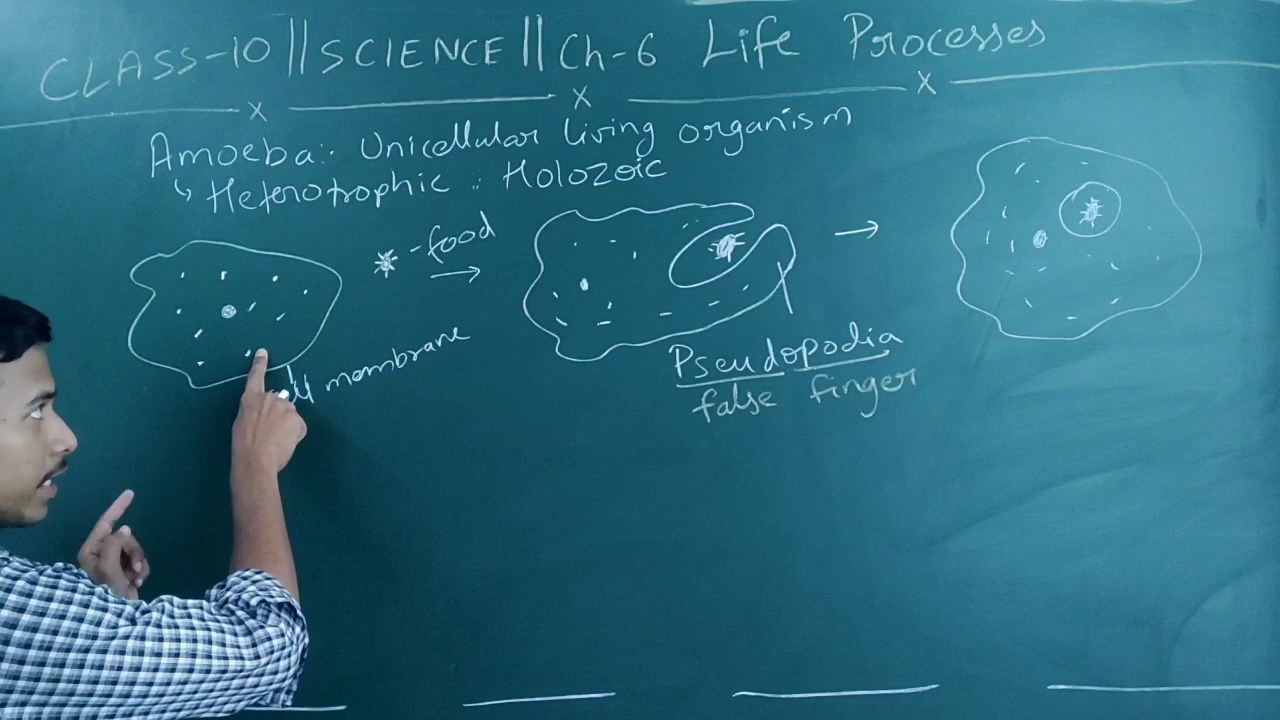 CLASS-10 || SCIENCE || Ch-6 Life Processes
Amoeba:- Unicellular living organism
↳ Heterotrophic :: Holozoic
-food
membrane
Pseudopodia
false finger